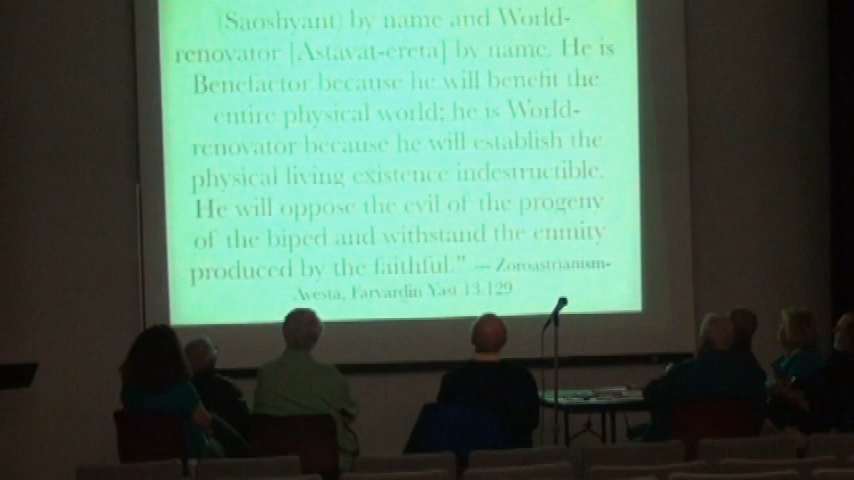 (Saoshyant) by name and World-
renovator [Astavat-ereta] by name. He is
Benefactor because he will benefit the
entire physical world; he is World-
renovator because he will establish the
physical living existence indestructible.
He will oppose the evil of the progeny
of the biped and withstand the enmity
produced by the faithful." --- Zoroastrianism-
Avesta, Farvardin Yast 13:129